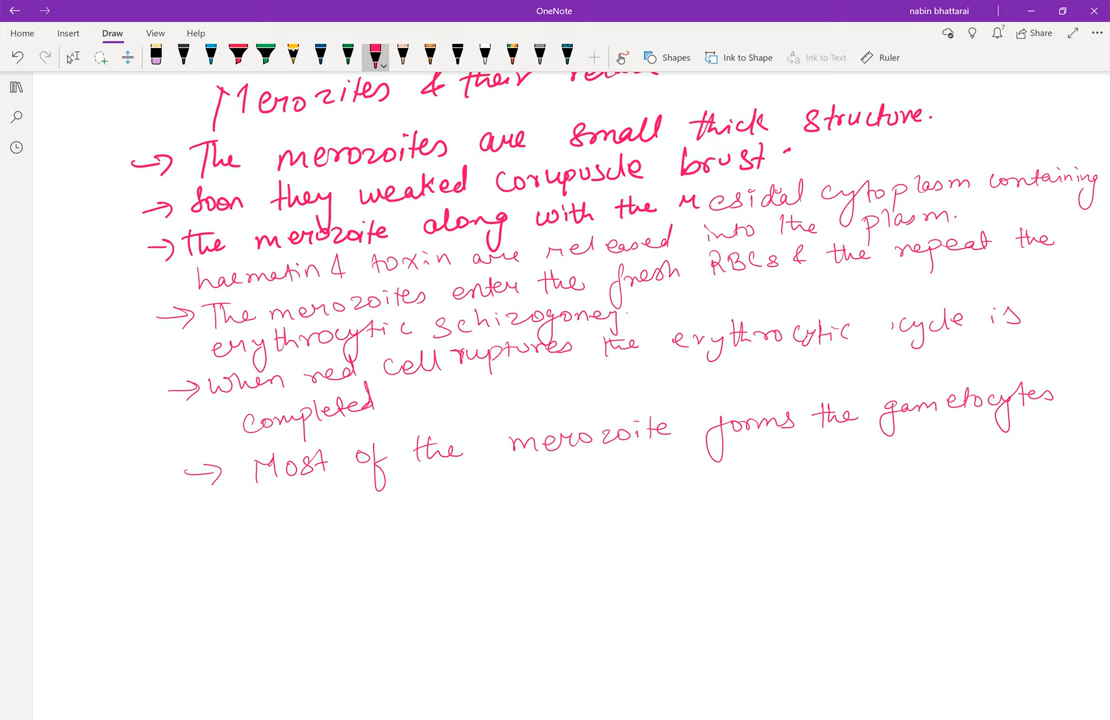 OneNote
nabin bhattarai
Home Insert Draw View Help
Share
Shapes Ink to Shape Ink to Text Ruler
Merozites & their
→ The merozoites are small thick structure.
→ Soon they weaked corupuscle brust.
→ The merozoite along with the cytoplasm containing
haematin & toxin are released into the plasm.
→ The merozoites enter the fresh RBCs & the repeat the
erythrocytic schizogoney.
→ When red cell ruptures the erythrocytic cycle is
completed
→ Most of the merozoite forms the gametocytes